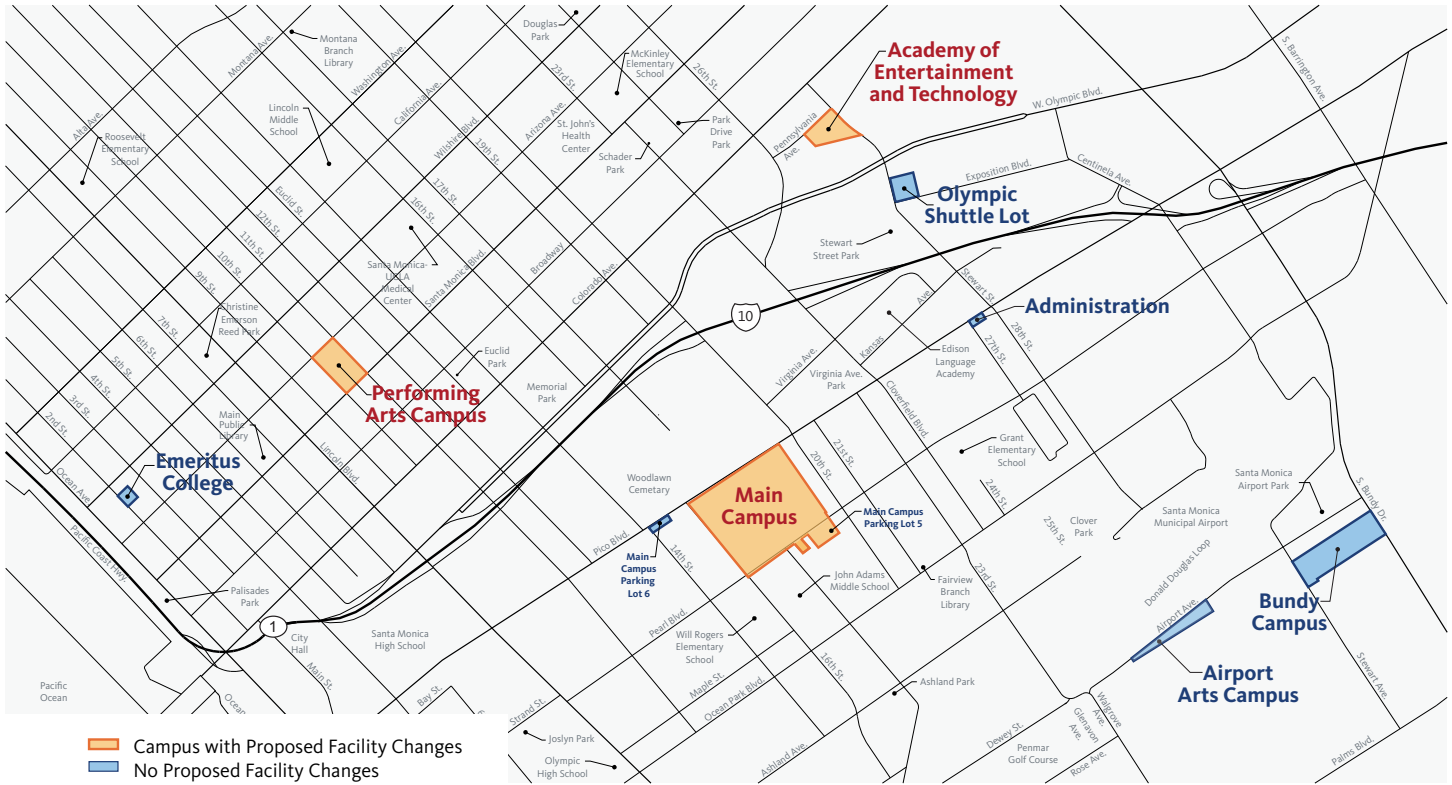 Douglas
Park
Montana
Branch
Library
Montana Ave.
Washington Ave.
McKinley
Elementary
School
23rd St.
26th St.
Academy of
Entertainment
and Technology
S. Barrington Ave.
Lincoln
Middle
School
California Ave.
Arizona Ave.
W. Olympic Blvd.
Alta Ave.
Roosevelt
Elementary
School
Wilshire Blvd.
19th St.
St. John's
Health
Center
Park
Drive
Park
Schader
Park
Pennsylvania
Ave.
Exposition Blvd.
Centinela Ave.
17th St.
16th St.
Euclid St.
12th St.
11th St.
10th St.
9th St.
7th St.
6th St.
5th St.
4th St.
3rd St.
2nd St.
Olympic
Shuttle Lot
Stewart
Street Park
Santa Monica-
UCLA
Medical
Center
Santa Monica Blvd.
Broadway
Colorado Ave.
Christine
Emerson
Reed Park
10
Stewart St.
Administration
28th St.
27th St.
Edison
Language
Academy
Kansas
Ave.
Virginia Ave.
Virginia Ave.
Park
Cloverfield Blvd.
Euclid
Park
Memorial
Park
Performing
Arts Campus
Main
Public
Library
Lincoln Blvd.
Emeritus
College
Ocean Ave.
Pacific Coast Hwy.
Woodlawn
Cemetary
Main
Campus
20th St.
21st St.
Grant
Elementary
School
24th St.
25th St.
Main Campus
Parking Lot 5
Pico Blvd.
Main
Campus
Parking
Lot 6
14th St.
Clover
Park
Santa Monica
Municipal Airport
Santa Monica
Airport Park
S. Bundy Dr.
John Adams
Middle School
Fairview
Branch
Library
23rd St.
Donald Douglas Loop
Airport Ave.
Bundy
Campus
Airport
Arts Campus
Stewart Ave
Palisades
Park
1
City
Hall
Santa Monica
High School
Pearl Blvd.
Will Rogers
Elementary
School
16th St.
Maple St.
Ocean Park Blvd.
Ashland Park
Pacific
Ocean
Ocean
Main St.
Bay St.
Strand St.
Joslyn Park
Olympic
High School
Ashland Ave.
Dewey St.
Penmar
Golf Course
Walgrove
Ave.
Glenavon
Ave.
Rose Ave.
Palms Blvd.
Campus with Proposed Facility Changes
No Proposed Facility Changes